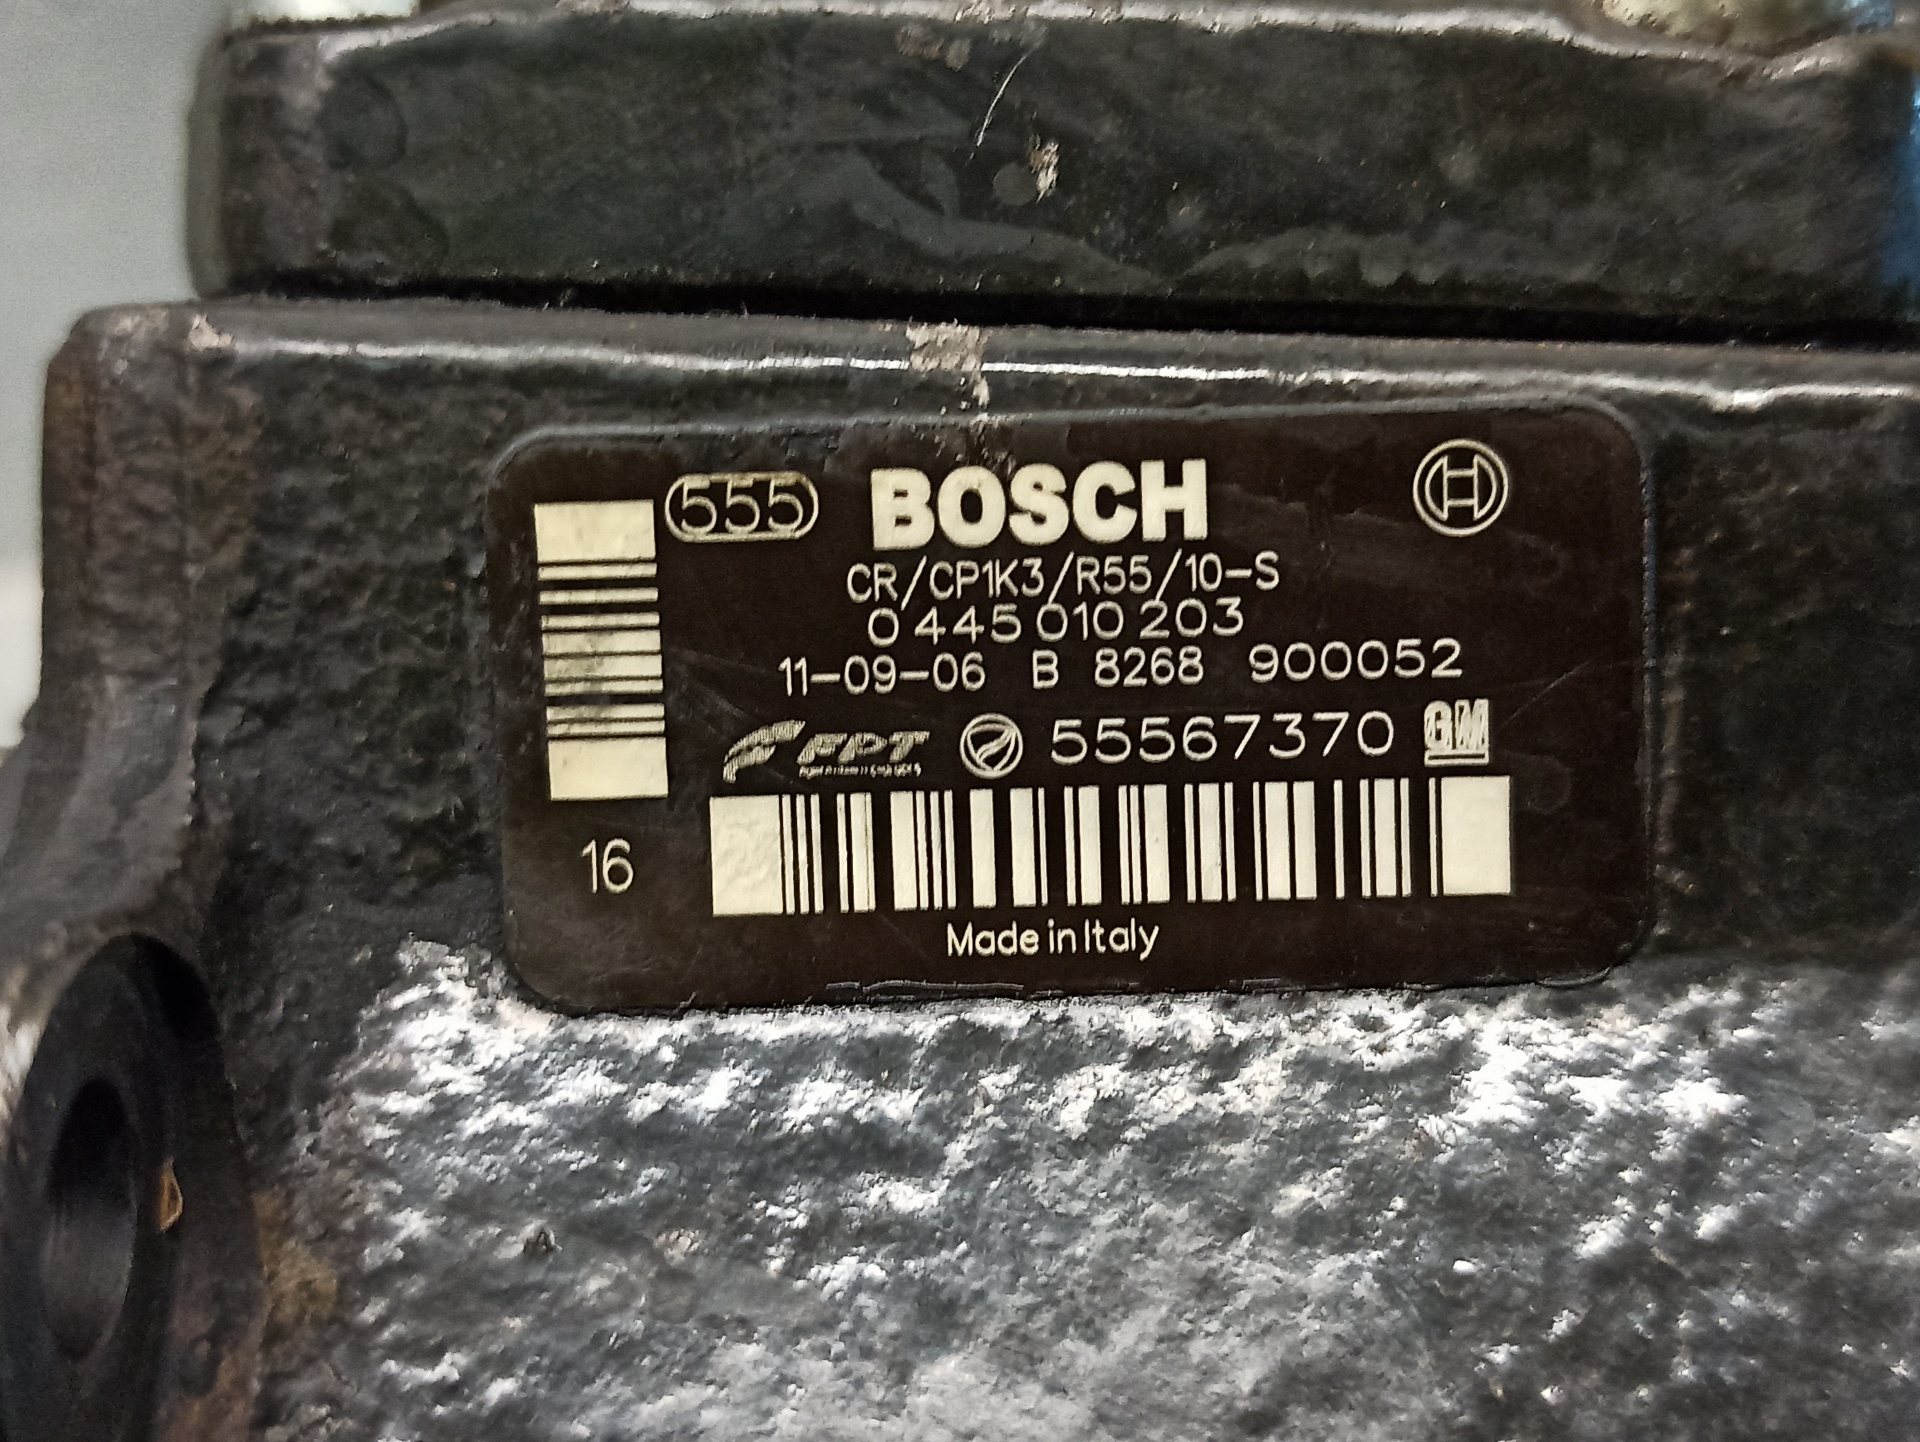 555 BOSCH
CR/CP1K3/R55/10-S
0 445 010 203
11-09-06 B 8268 900052
FPT 55567370 GM
16
Made in Italy